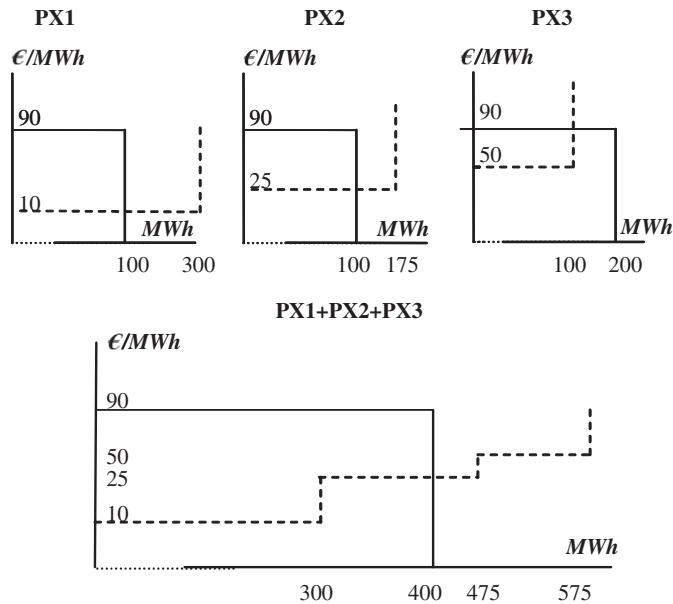 PX1 PX2 PX3
€/MWh €/MWh €/MWh
90 90 90
50
25
10
MWh MWh MWh
100 300 100 175 100 200
PX1+PX2+PX3
€/MWh
90
50
25
10
MWh
300 400 475 575